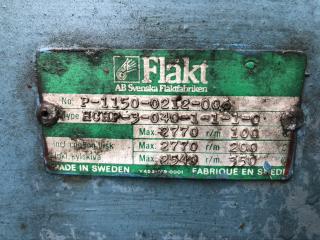 Fläkt
AB Svenska Fläktfabriken
No. P-1150-0212-004
Type HCHP-3-040-1-1-1-0
Max. 2770 r/m 100
Incl Max. 2770 r/m 200
Max. 2540 350
MADE IN SWEDEN FABRIQUE EN SUEDE